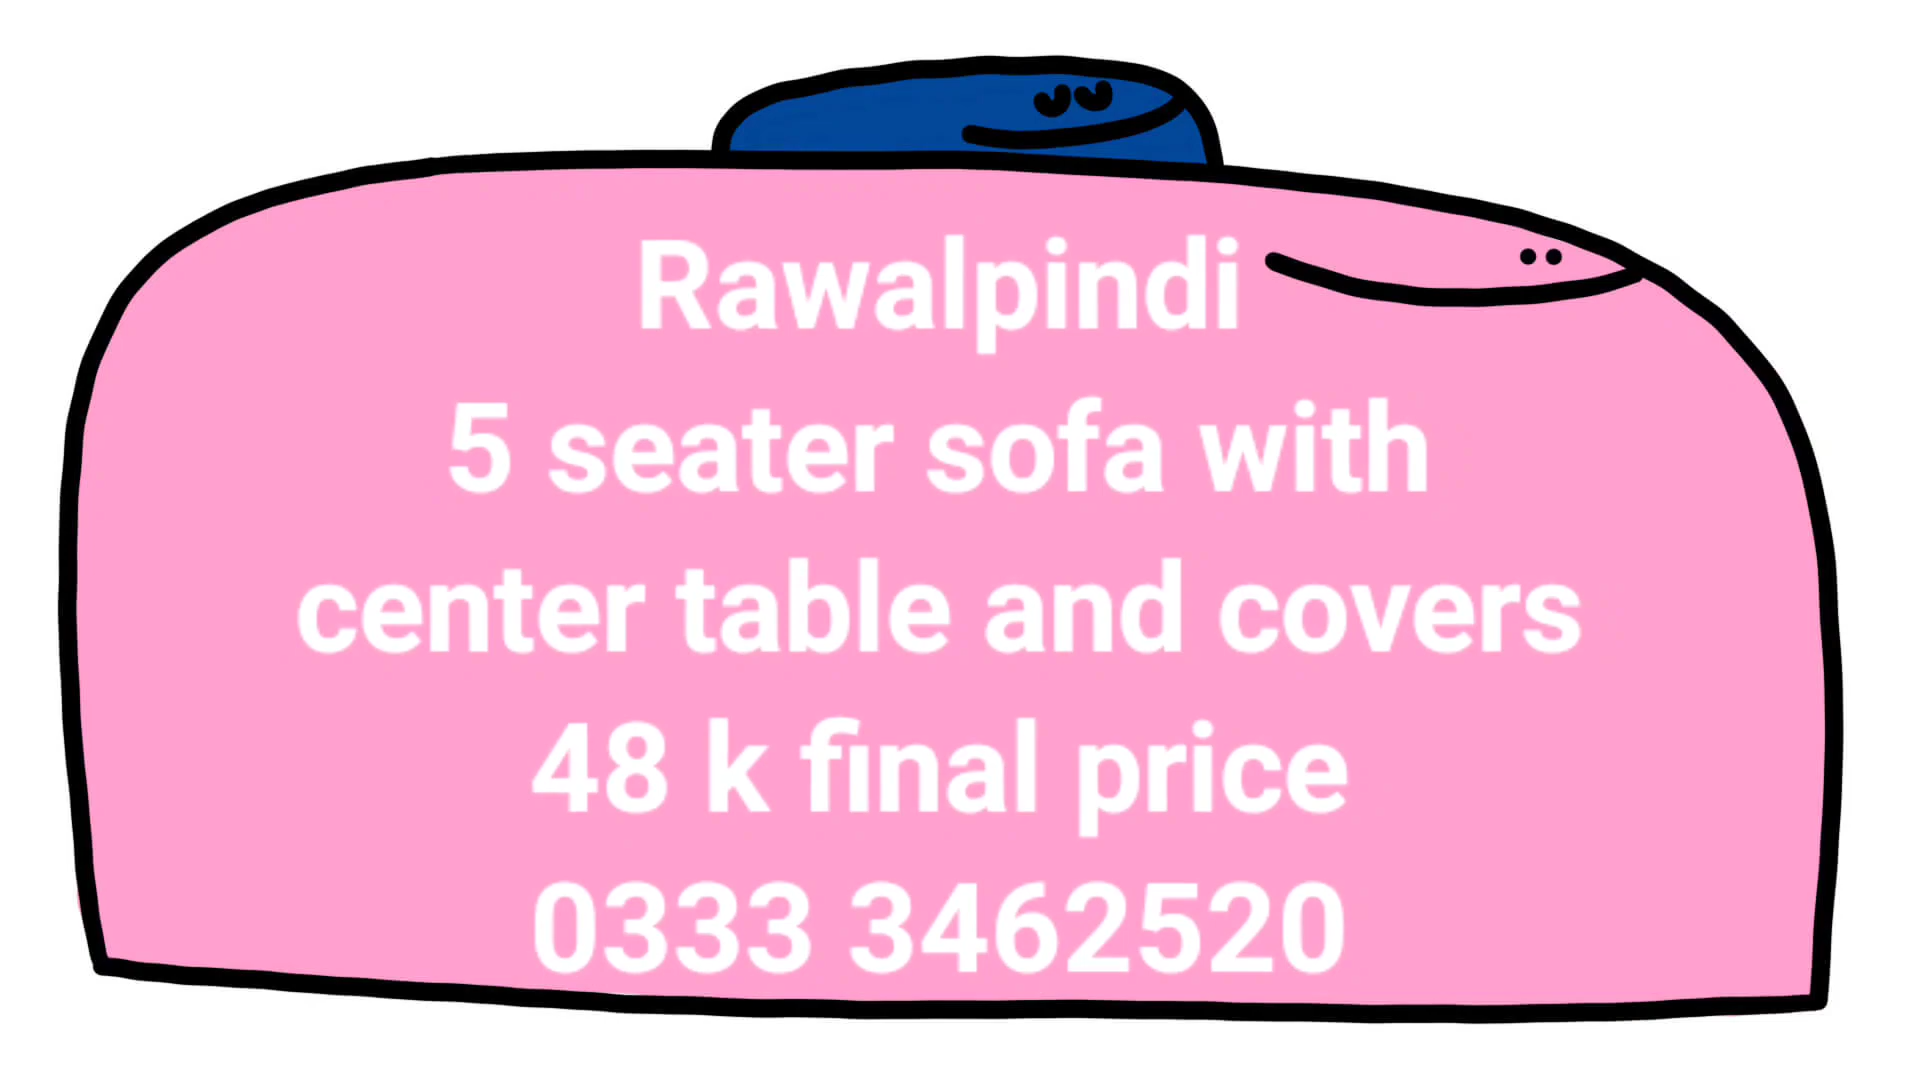 Rawalpindi
5 seater sofa with
center table and covers
48 k final price
0333 3462520